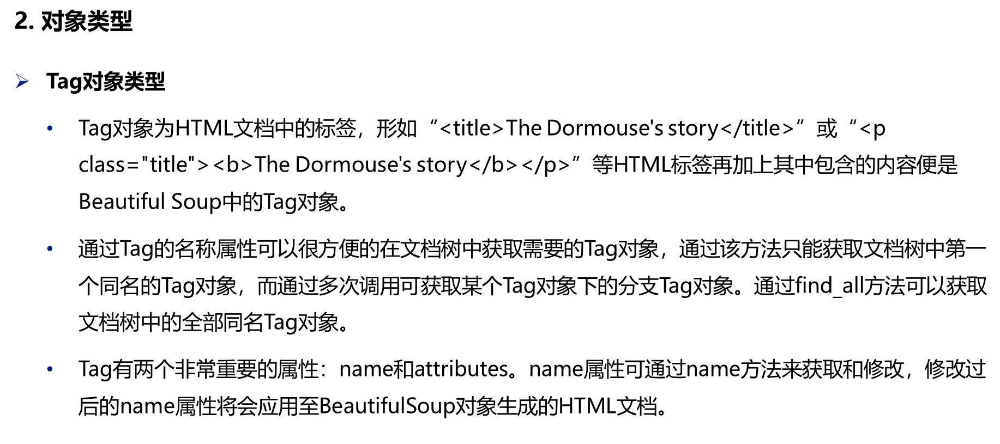 2. 对象类型
Tag对象类型
Tag对象为HTML文档中的标签，形如“<title>The Dormouse's story</title>”或“<p
class="title"><b>The Dormouse's story</b></p>”等HTML标签再加上其中包含的内容便是
Beautiful Soup中的Tag对象。
通过Tag的名称属性可以很方便的在文档树中获取需要的Tag对象，通过该方法只能获取文档树中第一
个同名的Tag对象，而通过多次调用可获取某个Tag对象下的分支Tag对象。通过find_all方法可以获取
文档树中的全部同名Tag对象。
Tag有两个非常重要的属性：name和attributes。name属性可通过name方法来获取和修改，修改过
后的name属性将会应用至BeautifulSoup对象生成的HTML文档。